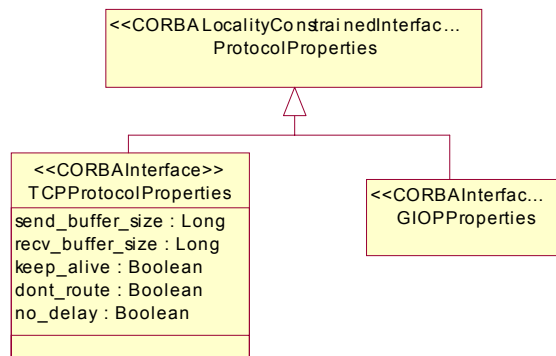 <<CORBALocalityConstrainedInterfac...
ProtocolProperties
<<CORBAInterface>>
TCPProtocolProperties
send_buffer_size : Long
recv_buffer_size : Long
keep_alive : Boolean
dont_route : Boolean
no_delay : Boolean
<<CORBAInterfac...
GIOPProperties